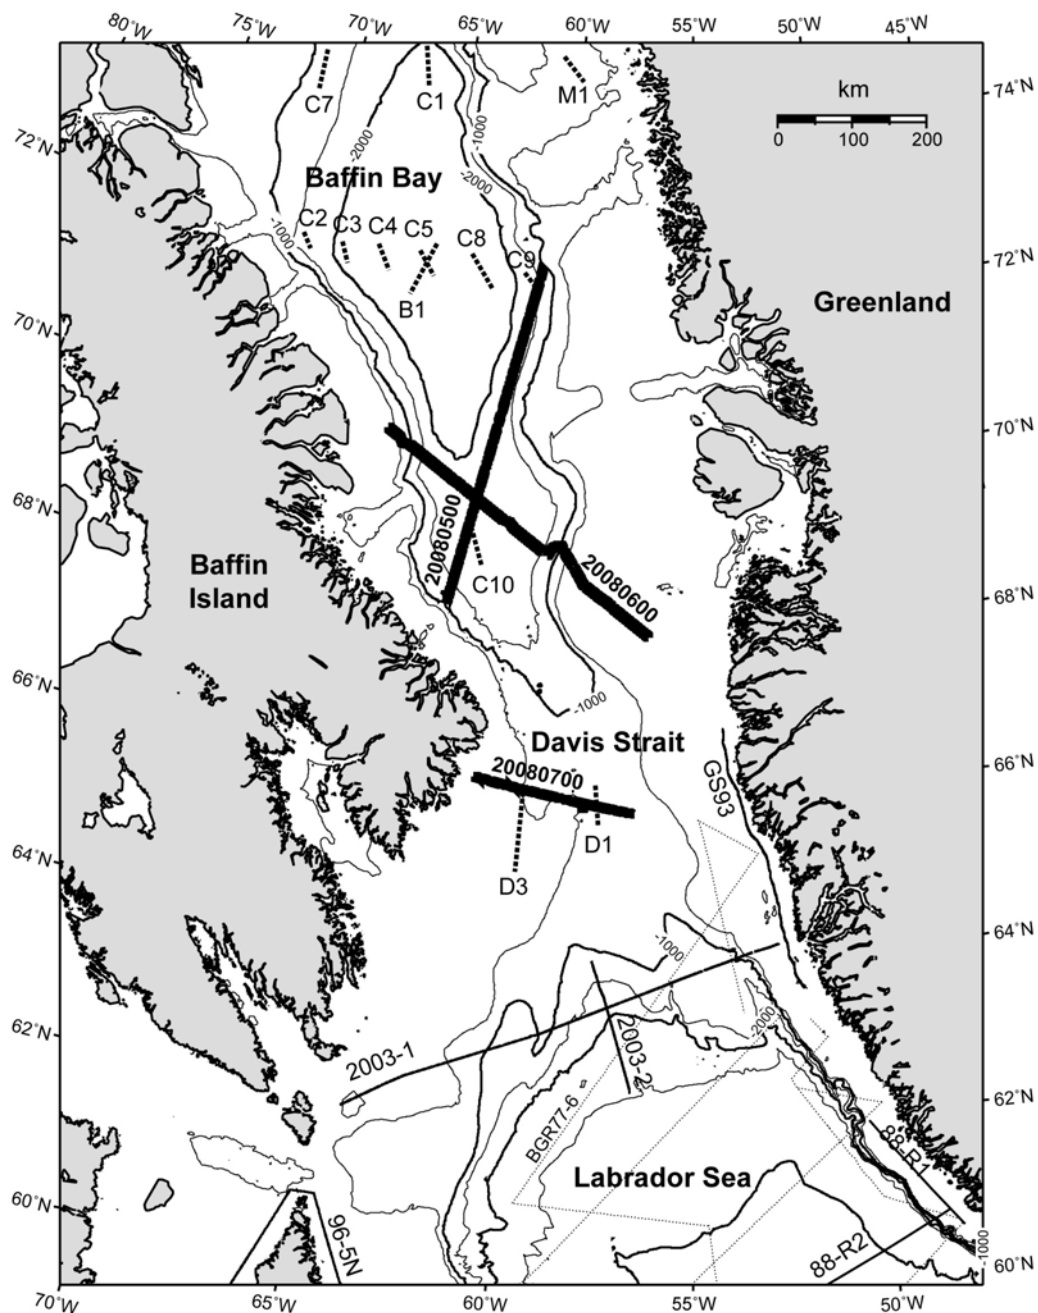 80°W 75°W 70°W 65°W 60°W 55°W 50°W 45°W
km
0 100 200
74°N
72°N
C7
C1
M1
-1000
-2000
-2000
Baffin Bay
-1000
C2 C3 C4 C5 C8 C9
B1
72°N
Greenland
70°N
70°N
68°N
20080500
20080600
C10
Baffin
Island
68°N
66°N
-1000
Davis Strait
66°N
20080700
GS93
D1
D3
64°N
64°N
-1000
-2000
62°N
2003-1
2003-2
62°N
BGR77-6
88-R1
Labrador Sea
60°N
96-5N
88-R2
-1000
60°N
70°W 65°W 60°W 55°W 50°W